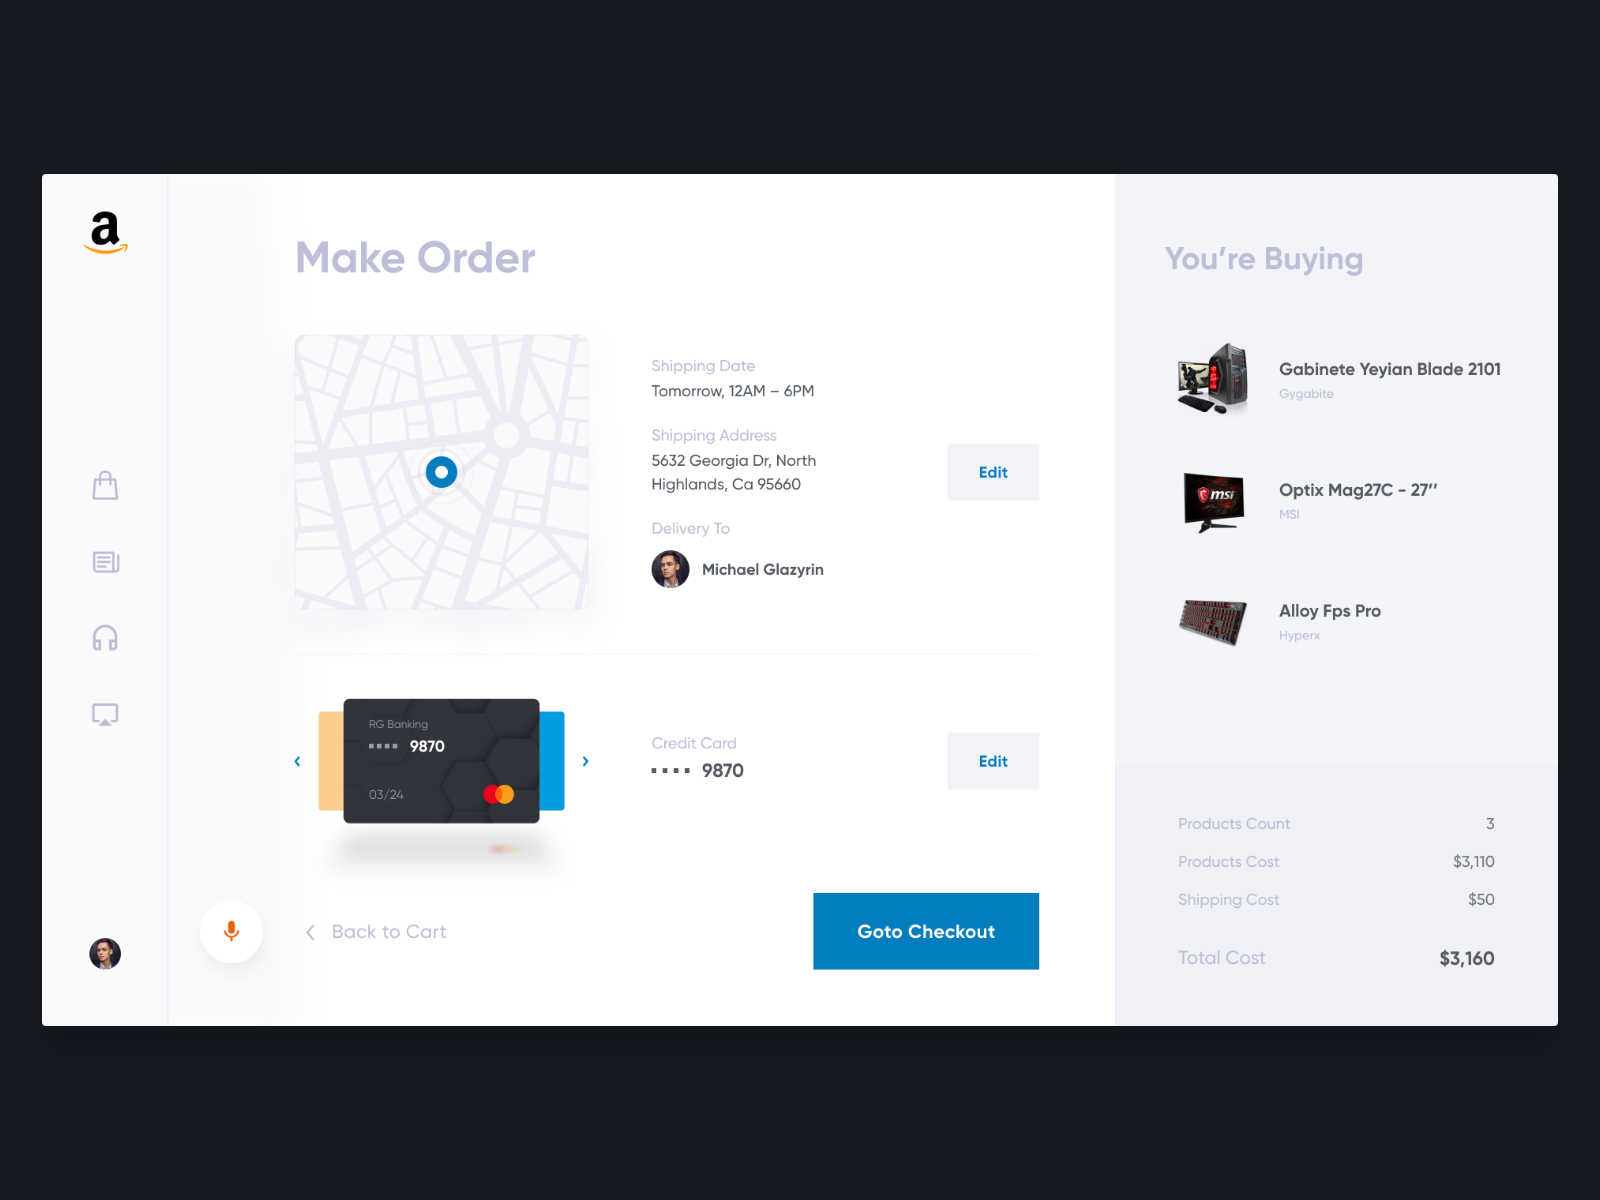 a
Make Order
Shipping Date
Tomorrow, 12AM – 6PM
Shipping Address
5632 Georgia Dr, North
Highlands, Ca 95660
Edit
Delivery To
Michael Glazyrin
RG Banking
9870
03/24
Credit Card
9870
Edit
Back to Cart
Goto Checkout
You’re Buying
Gabinete Yeyian Blade 2101
Gygabite
msi
Optix Mag27C - 27′′
MSI
Alloy Fps Pro
Hyperx
Products Count 3
Products Cost $3,110
Shipping Cost $50
Total Cost $3,160